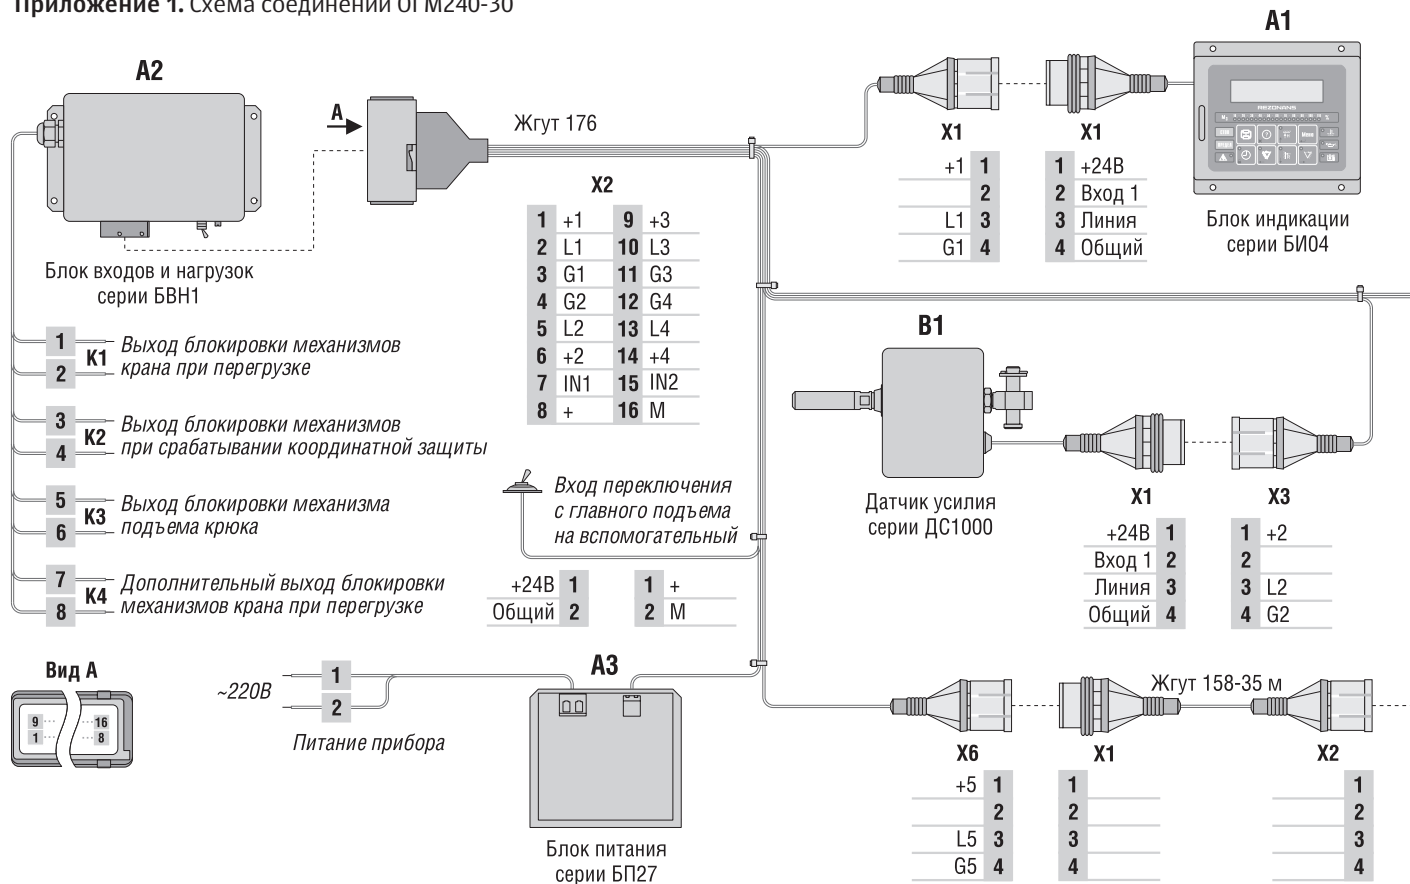 Приложение 1. Схема соединений ОГМ240-30
A2
Блок входов и нагрузок
серии БВН1
A
Жгут 176
X2
1 +1 9 +3
2 L1 10 L3
3 G1 11 G3
4 G2 12 G4
5 L2 13 L4
6 +2 14 +4
7 IN1 15 IN2
8 + 16 M
X1
+1 1
2
L1 3
G1 4
X1
1 +24В
2 Вход 1
3 Линия
4 Общий
A1
REZONANS
Блок индикации
серии БИ04
1
2
K1
Выход блокировки механизмов
крана при перегрузке
3
4
K2
Выход блокировки механизмов
при срабатывании координатной защиты
5
6
K3
Выход блокировки механизма
подъема крюка
7
8
K4
Дополнительный выход блокировки
механизмов крана при перегрузке
Вход переключения
с главного подъема
на вспомогательный
+24В 1
Общий 2
1 +
2 M
B1
Датчик усилия
серии ДС1000
X1
+24В 1
Вход 1 2
Линия 3
Общий 4
X3
1 +2
2
3 L2
4 G2
Вид А
9 16
1 8
~220В
1
2
Питание прибора
A3
Блок питания
серии БП27
Жгут 158-35 м
X6
+5 1
2
L5 3
G5 4
X1
1
2
3
4
X2
1
2
3
4